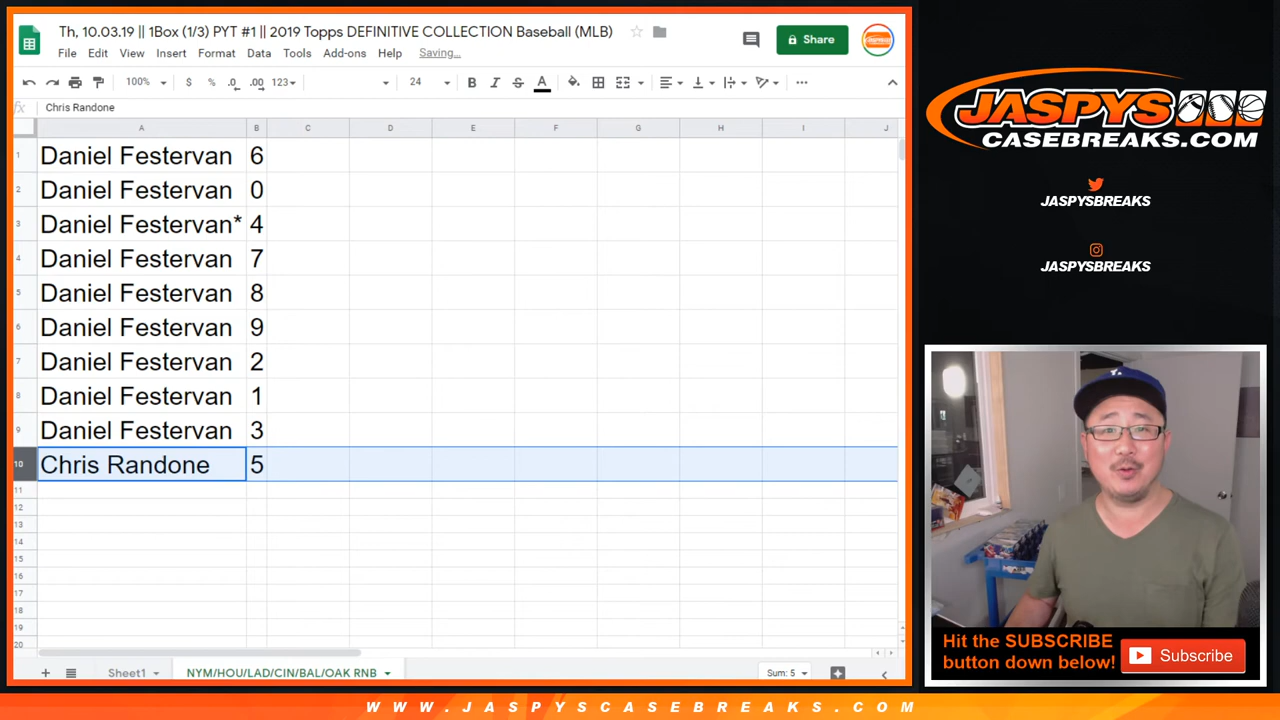 Th, 10.03.19 || 1Box (1/3) PYT #1 || 2019 Topps DEFINITIVE COLLECTION Baseball (MLB)
File Edit View Insert Format Data Tools Add-ons Help Saving...
Share
100% $ % .0 .00 123 24 B I S A
fx Chris Randone
A B C D E F G H I J
1 Daniel Festervan 6
2 Daniel Festervan 0
3 Daniel Festervan* 4
4 Daniel Festervan 7
5 Daniel Festervan 8
6 Daniel Festervan 9
7 Daniel Festervan 2
8 Daniel Festervan 1
9 Daniel Festervan 3
10 Chris Randone 5
11
12
13
14
15
16
17
18
19
20
Sheet1 NYM/HOU/LAD/CIN/BAL/OAK RNB Sum: 5
JASPYS
CASEBREAKS.COM
JASPYSBREAKS
JASPYSBREAKS
Hit the SUBSCRIBE
button down below!
Subscribe
WWW.JASPYSCASEBREAKS.COM